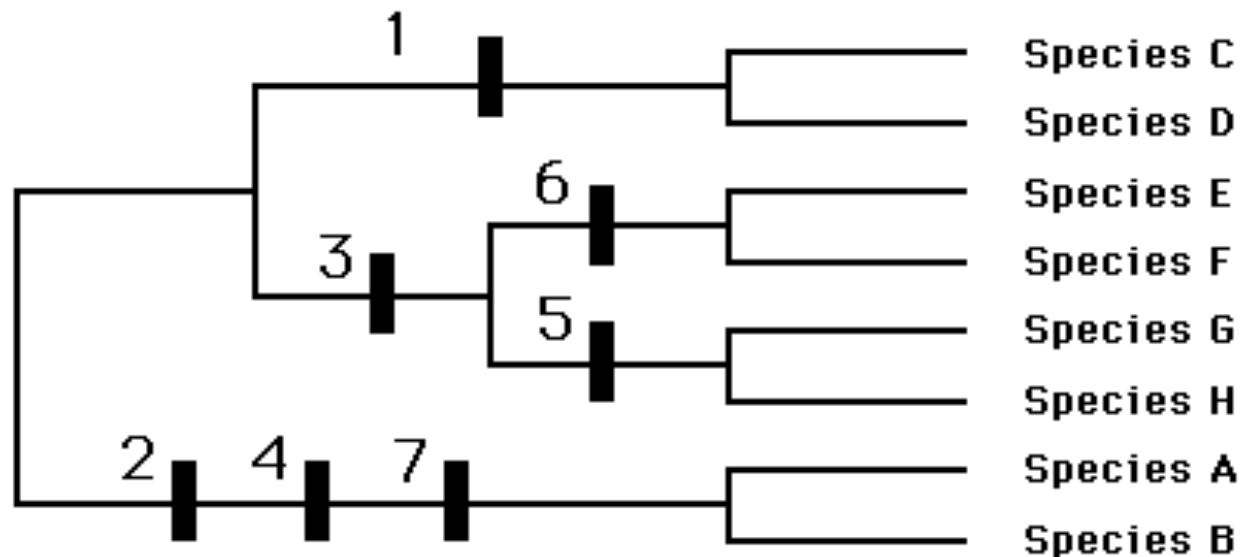 1
Species C
Species D
6
Species E
3
Species F
5
Species G
Species H
2 4 7
Species A
Species B